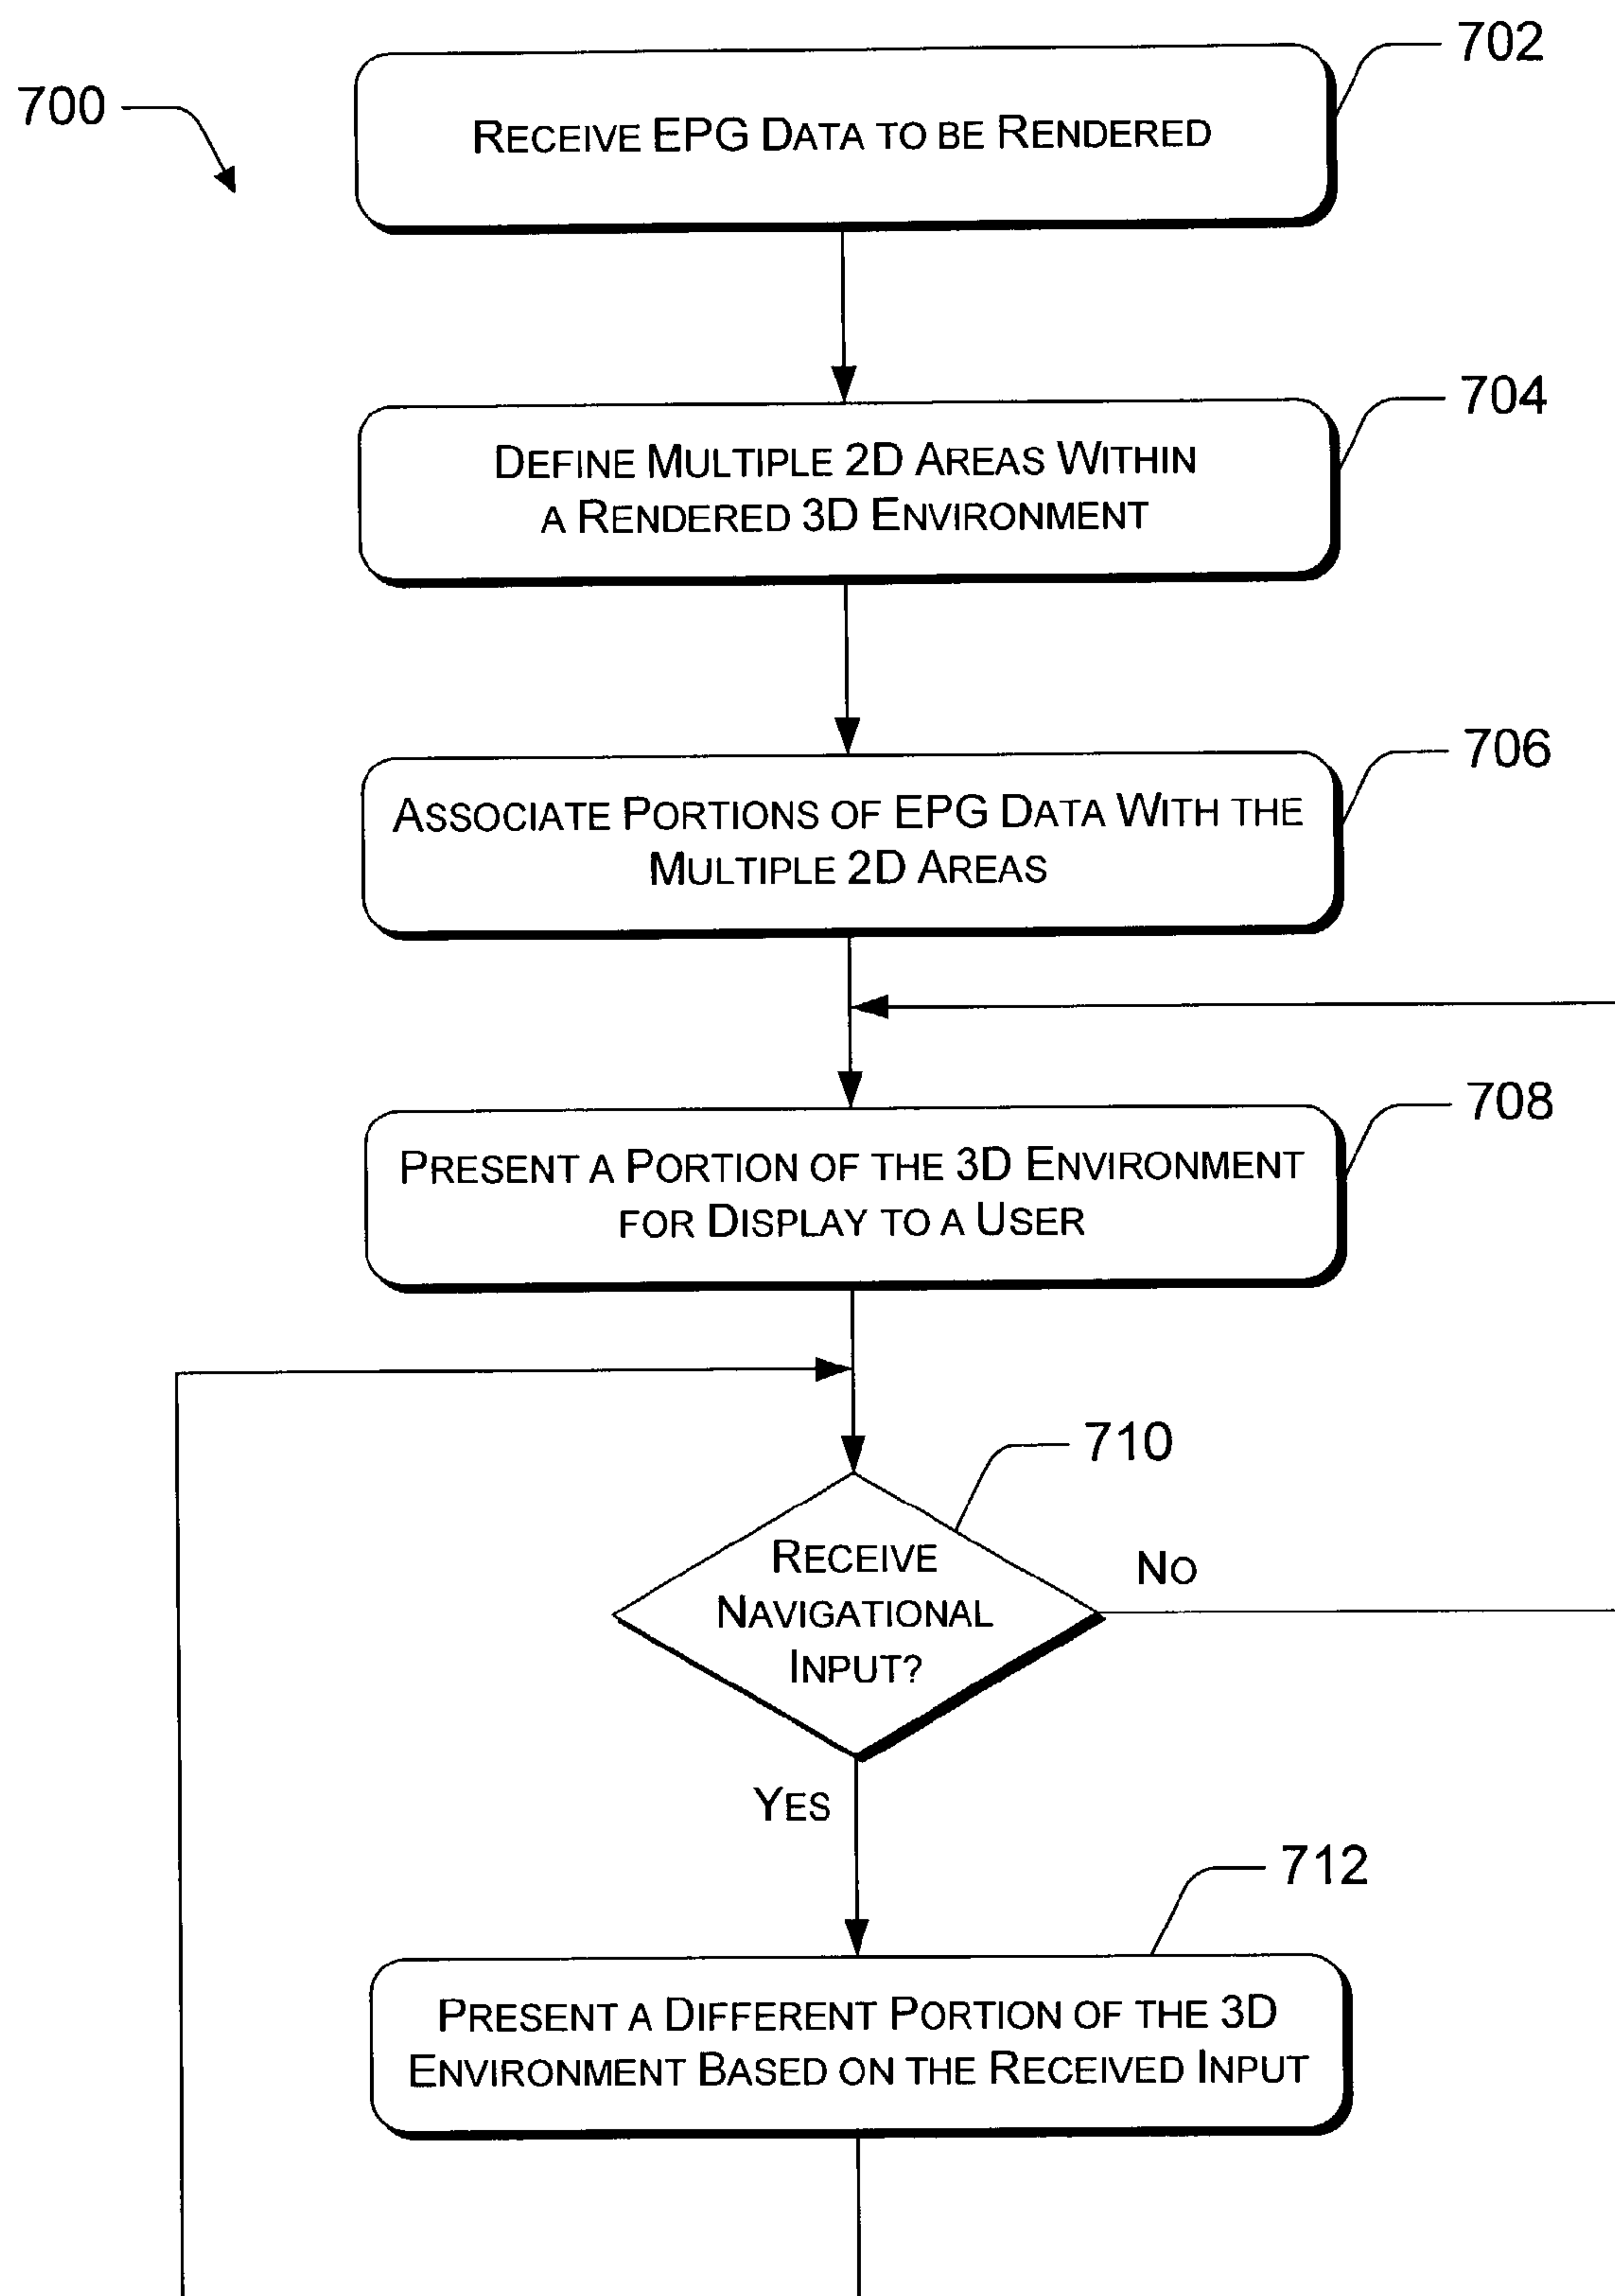 702
700
RECEIVE EPG DATA TO BE RENDERED
704
DEFINE MULTIPLE 2D AREAS WITHIN
A RENDERED 3D ENVIRONMENT
706
ASSOCIATE PORTIONS OF EPG DATA WITH THE
MULTIPLE 2D AREAS
708
PRESENT A PORTION OF THE 3D ENVIRONMENT
FOR DISPLAY TO A USER
710
RECEIVE
NAVIGATIONAL
INPUT?
NO
YES
712
PRESENT A DIFFERENT PORTION OF THE 3D
ENVIRONMENT BASED ON THE RECEIVED INPUT